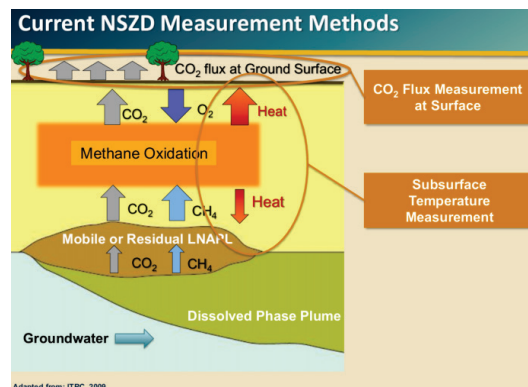 Current NSZD Measurement Methods
CO₂ flux at Ground Surface
CO₂ Flux Measurement
at Surface
CO₂
O₂
Heat
Methane Oxidation
Subsurface
Temperature
Measurement
CO₂
CH₄
Heat
Mobile or Residual LNAPL
CO₂
CH₄
Dissolved Phase Plume
Groundwater
Adapted from: ITRC, 2009